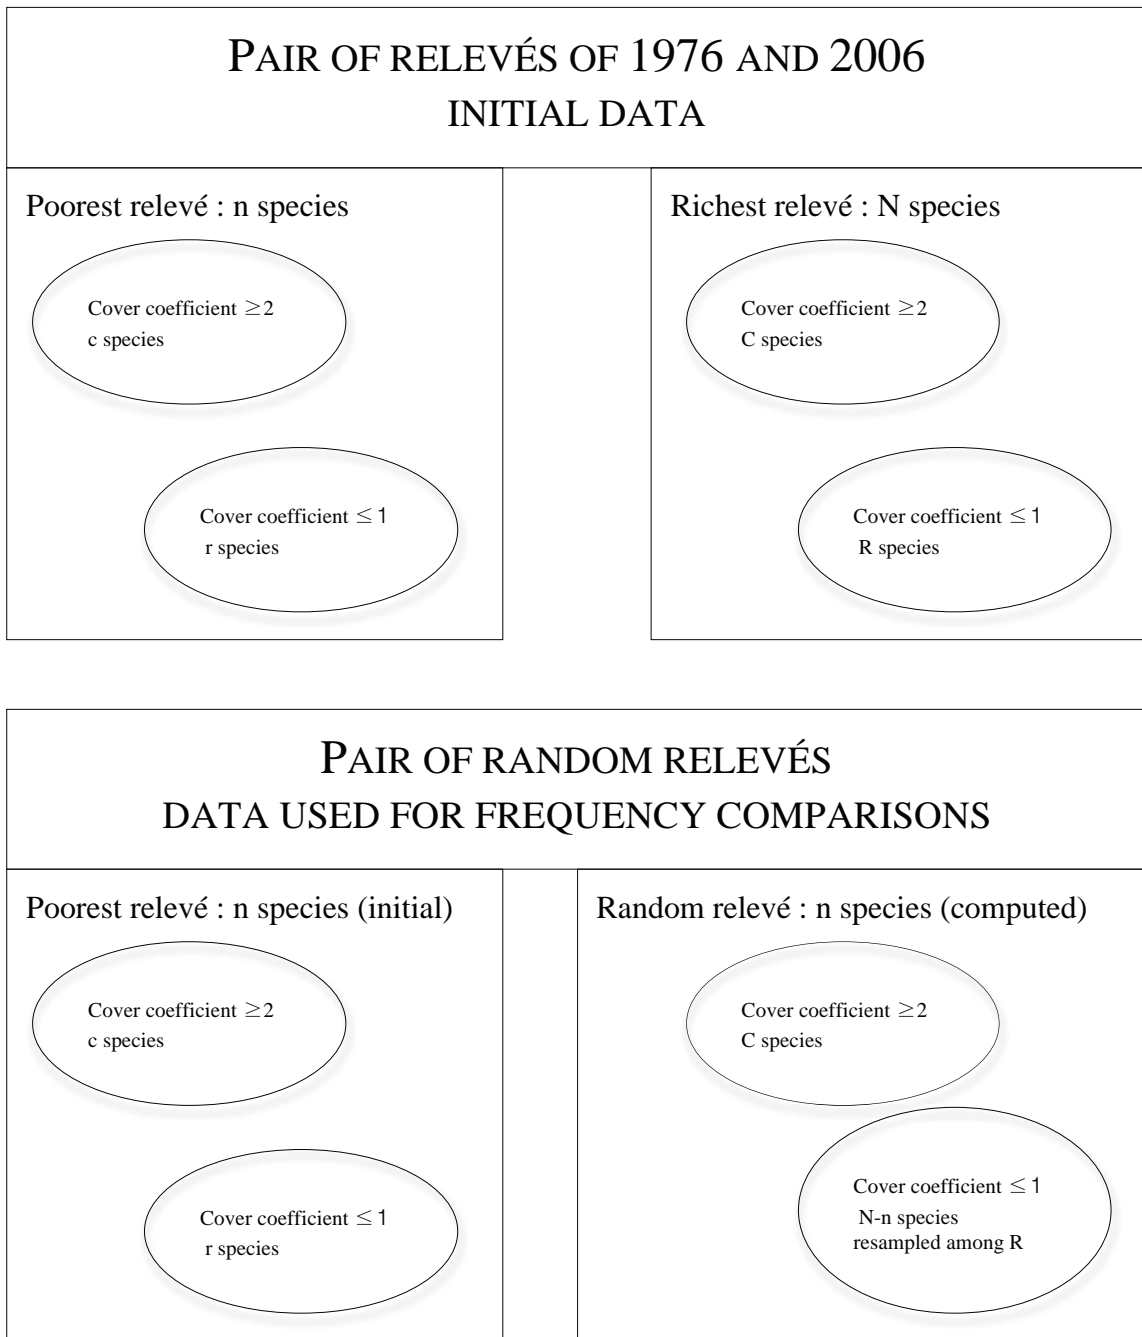 PAIR OF RELEVÉS OF 1976 AND 2006
INITIAL DATA
Poorest relevé : n species
Cover coefficient ≥2
c species
Cover coefficient ≤ 1
r species
Richest relevé : N species
Cover coefficient ≥2
C species
Cover coefficient ≤ 1
R species
PAIR OF RANDOM RELEVÉS
DATA USED FOR FREQUENCY COMPARISONS
Poorest relevé : n species (initial)
Cover coefficient ≥2
c species
Cover coefficient ≤ 1
r species
Random relevé : n species (computed)
Cover coefficient ≥2
C species
Cover coefficient ≤ 1
N-n species
resampled among R